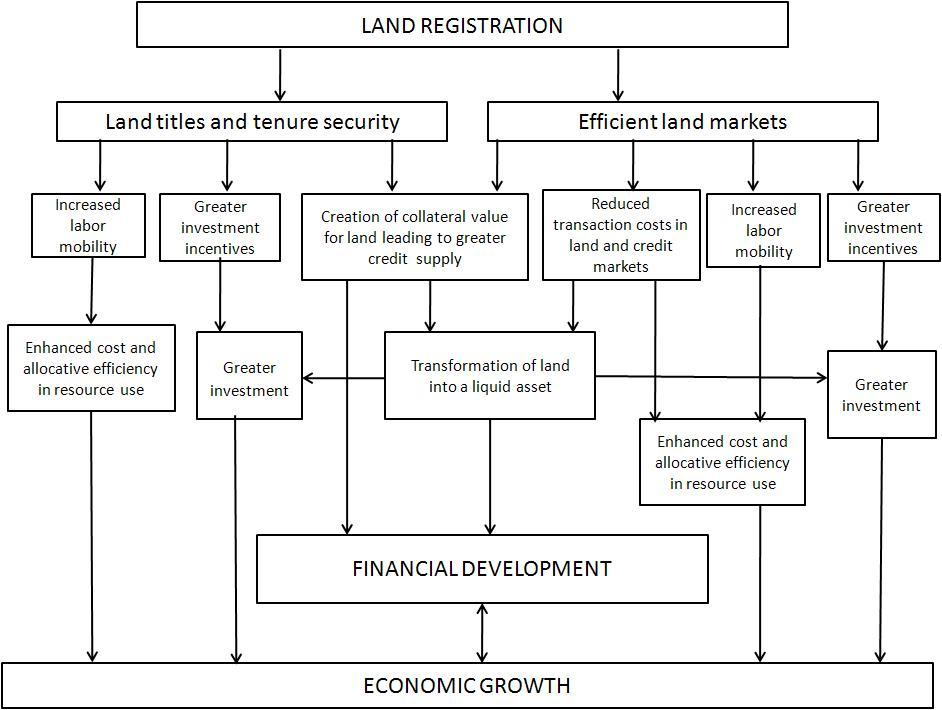 LAND REGISTRATION
Land titles and tenure security
Efficient land markets
Increased
labor
mobility
Greater
investment
incentives
Creation of collateral value
for land leading to greater
credit supply
Reduced
transaction costs in
land and credit
markets
Increased
labor
mobility
Greater
investment
incentives
Enhanced cost and
allocative efficiency
in resource use
Greater
investment
Transformation of land
into a liquid asset
Greater
investment
Enhanced cost and
allocative efficiency
in resource use
FINANCIAL DEVELOPMENT
ECONOMIC GROWTH